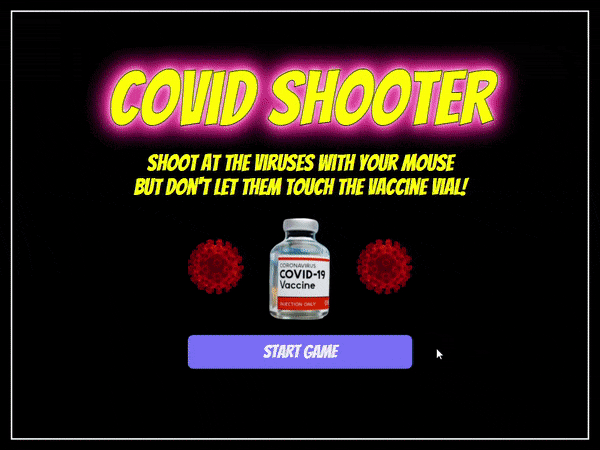 COVID SHOOTER
SHOOT AT THE VIRUSES WITH YOUR MOUSE
BUT DON'T LET THEM TOUCH THE VACCINE VIAL!
CORONAVIRUS
COVID-19
Vaccine
INJECTION ONLY
START GAME